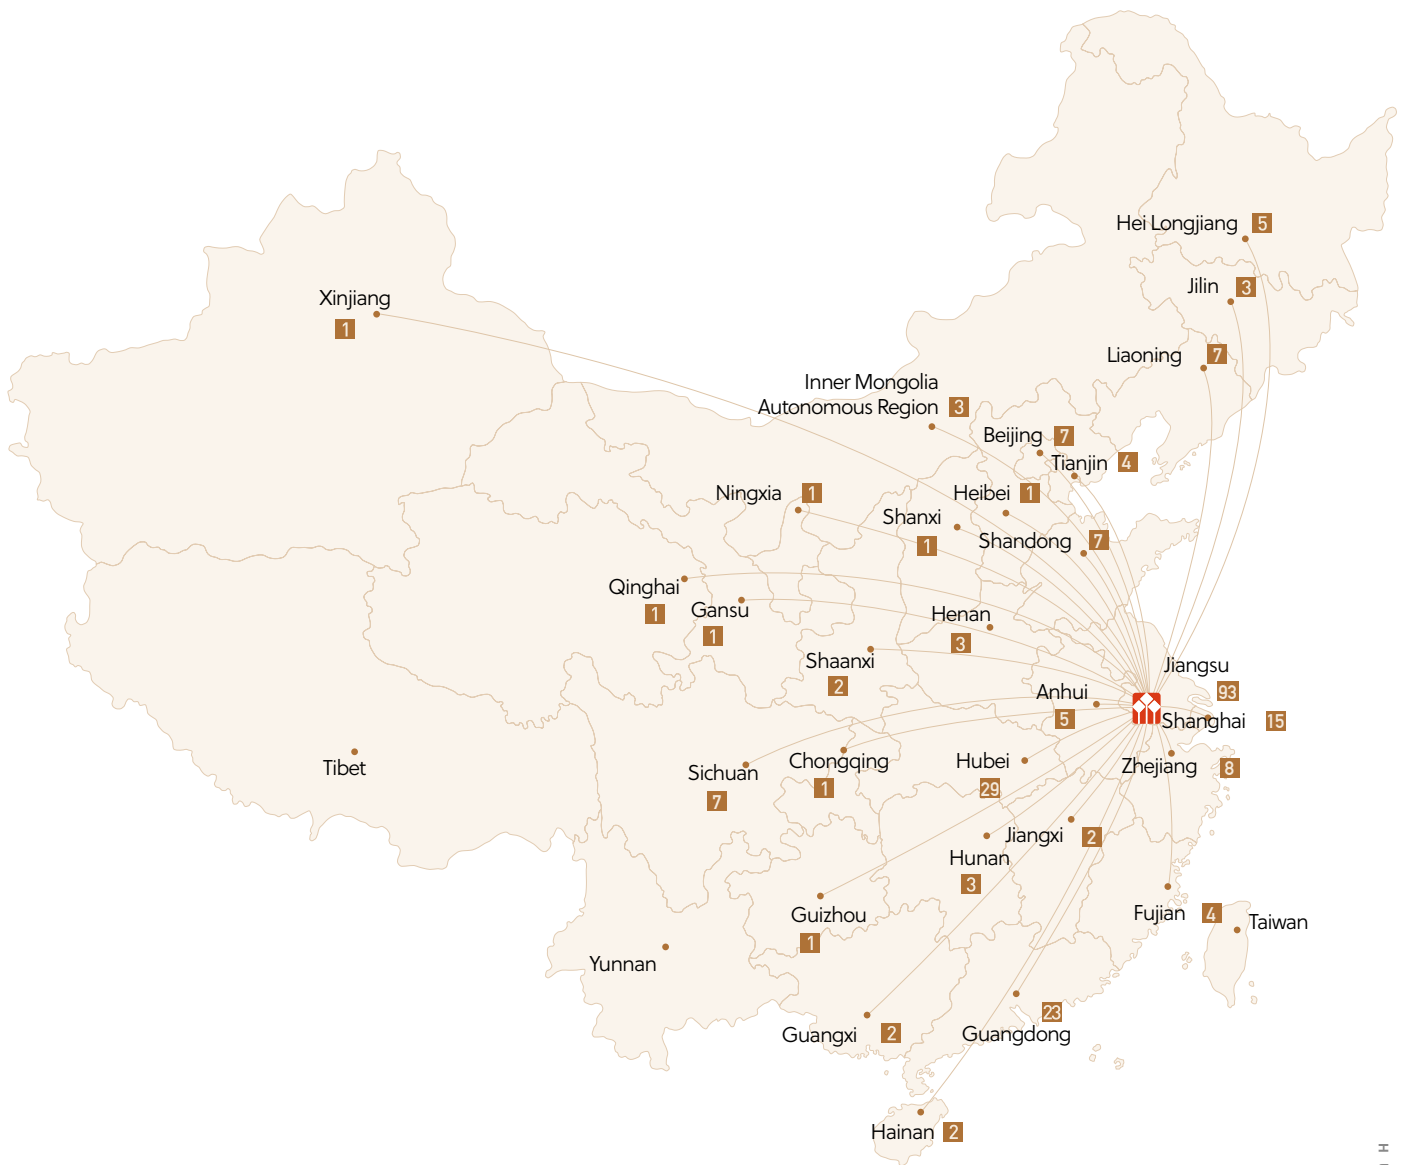 Hei Longjiang 5
Jilin 3
Xinjiang
1
Liaoning 7
Inner Mongolia
Autonomous Region 3
Beijing 7
Tianjin 4
Ningxia 1
Heibei 1
Shanxi
1
Shandong 7
Qinghai
1
Gansu
1
Henan
3
Shaanxi
2
Jiangsu
93
Anhui
5
Shanghai 15
Tibet
Sichuan
7
Chongqing
1
Hubei
29
Zhejiang 8
Jiangxi 2
Hunan
3
Guizhou
1
Fujian 4
Taiwan
Yunnan
Guangxi 2
23
Guangdong
Hainan 2
H